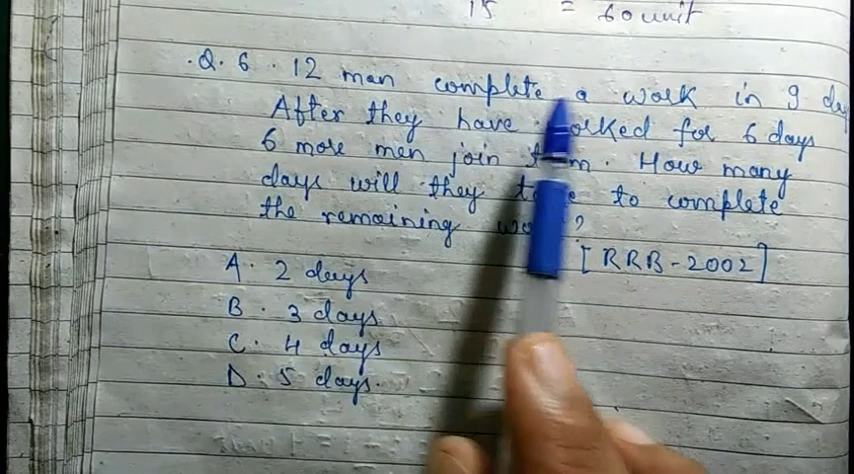 15 = 60 unit
Q. 6. 12 man complete a work in 9
After they have for 6 days
6 more men join How many
days will they to complete
the remaining ?
[RRB-2002]
A. 2 days
B. 3 days
C. 4 days
D. 5 days.